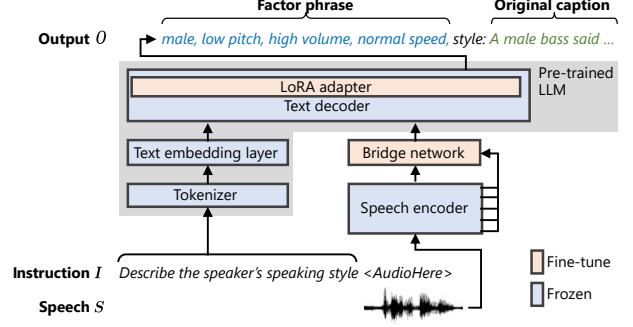 Factor phrase
Original caption
Output O
male, low pitch, high volume, normal speed, style: A male bass said ...
Pre-trained
LLM
LoRA adapter
Text decoder
Text embedding layer
Bridge network
Tokenizer
Speech encoder
Instruction I
Describe the speaker's speaking style <AudioHere>
Fine-tune
Frozen
Speech S